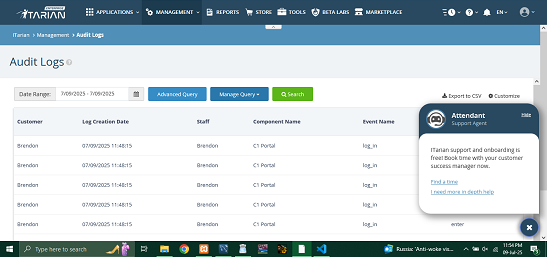 ITARIAN APPLICATIONS MANAGEMENT REPORTS STORE TOOLS BETA LABS MARKETPLACE EN
ITarian > Management > Audit Logs
Audit Logs
Date Range: 7/09/2025 - 7/09/2025 Advanced Query Manage Query Search
Export to CSV Customize
Customer Log Creation Date Staff Component Name Event Name
Brendon 07/09/2025 11:48:15 Brendon C1 Portal log_in
Brendon 07/09/2025 11:48:15 Brendon C1 Portal log_in
Brendon 07/09/2025 11:48:15 Brendon C1 Portal log_in
Brendon 07/09/2025 11:48:15 Brendon C1 Portal log_in
Brendon 07/09/2025 11:48:15 Brendon C1 Portal log_in enter
Attendant Hide
Support Agent
ITarian support and onboarding is
free! Book time with your customer
success manager now.
Find a time
I need more in depth help
Type here to search
Russia: 'Anti-woke vis...
11:54 PM
09-Jul-25